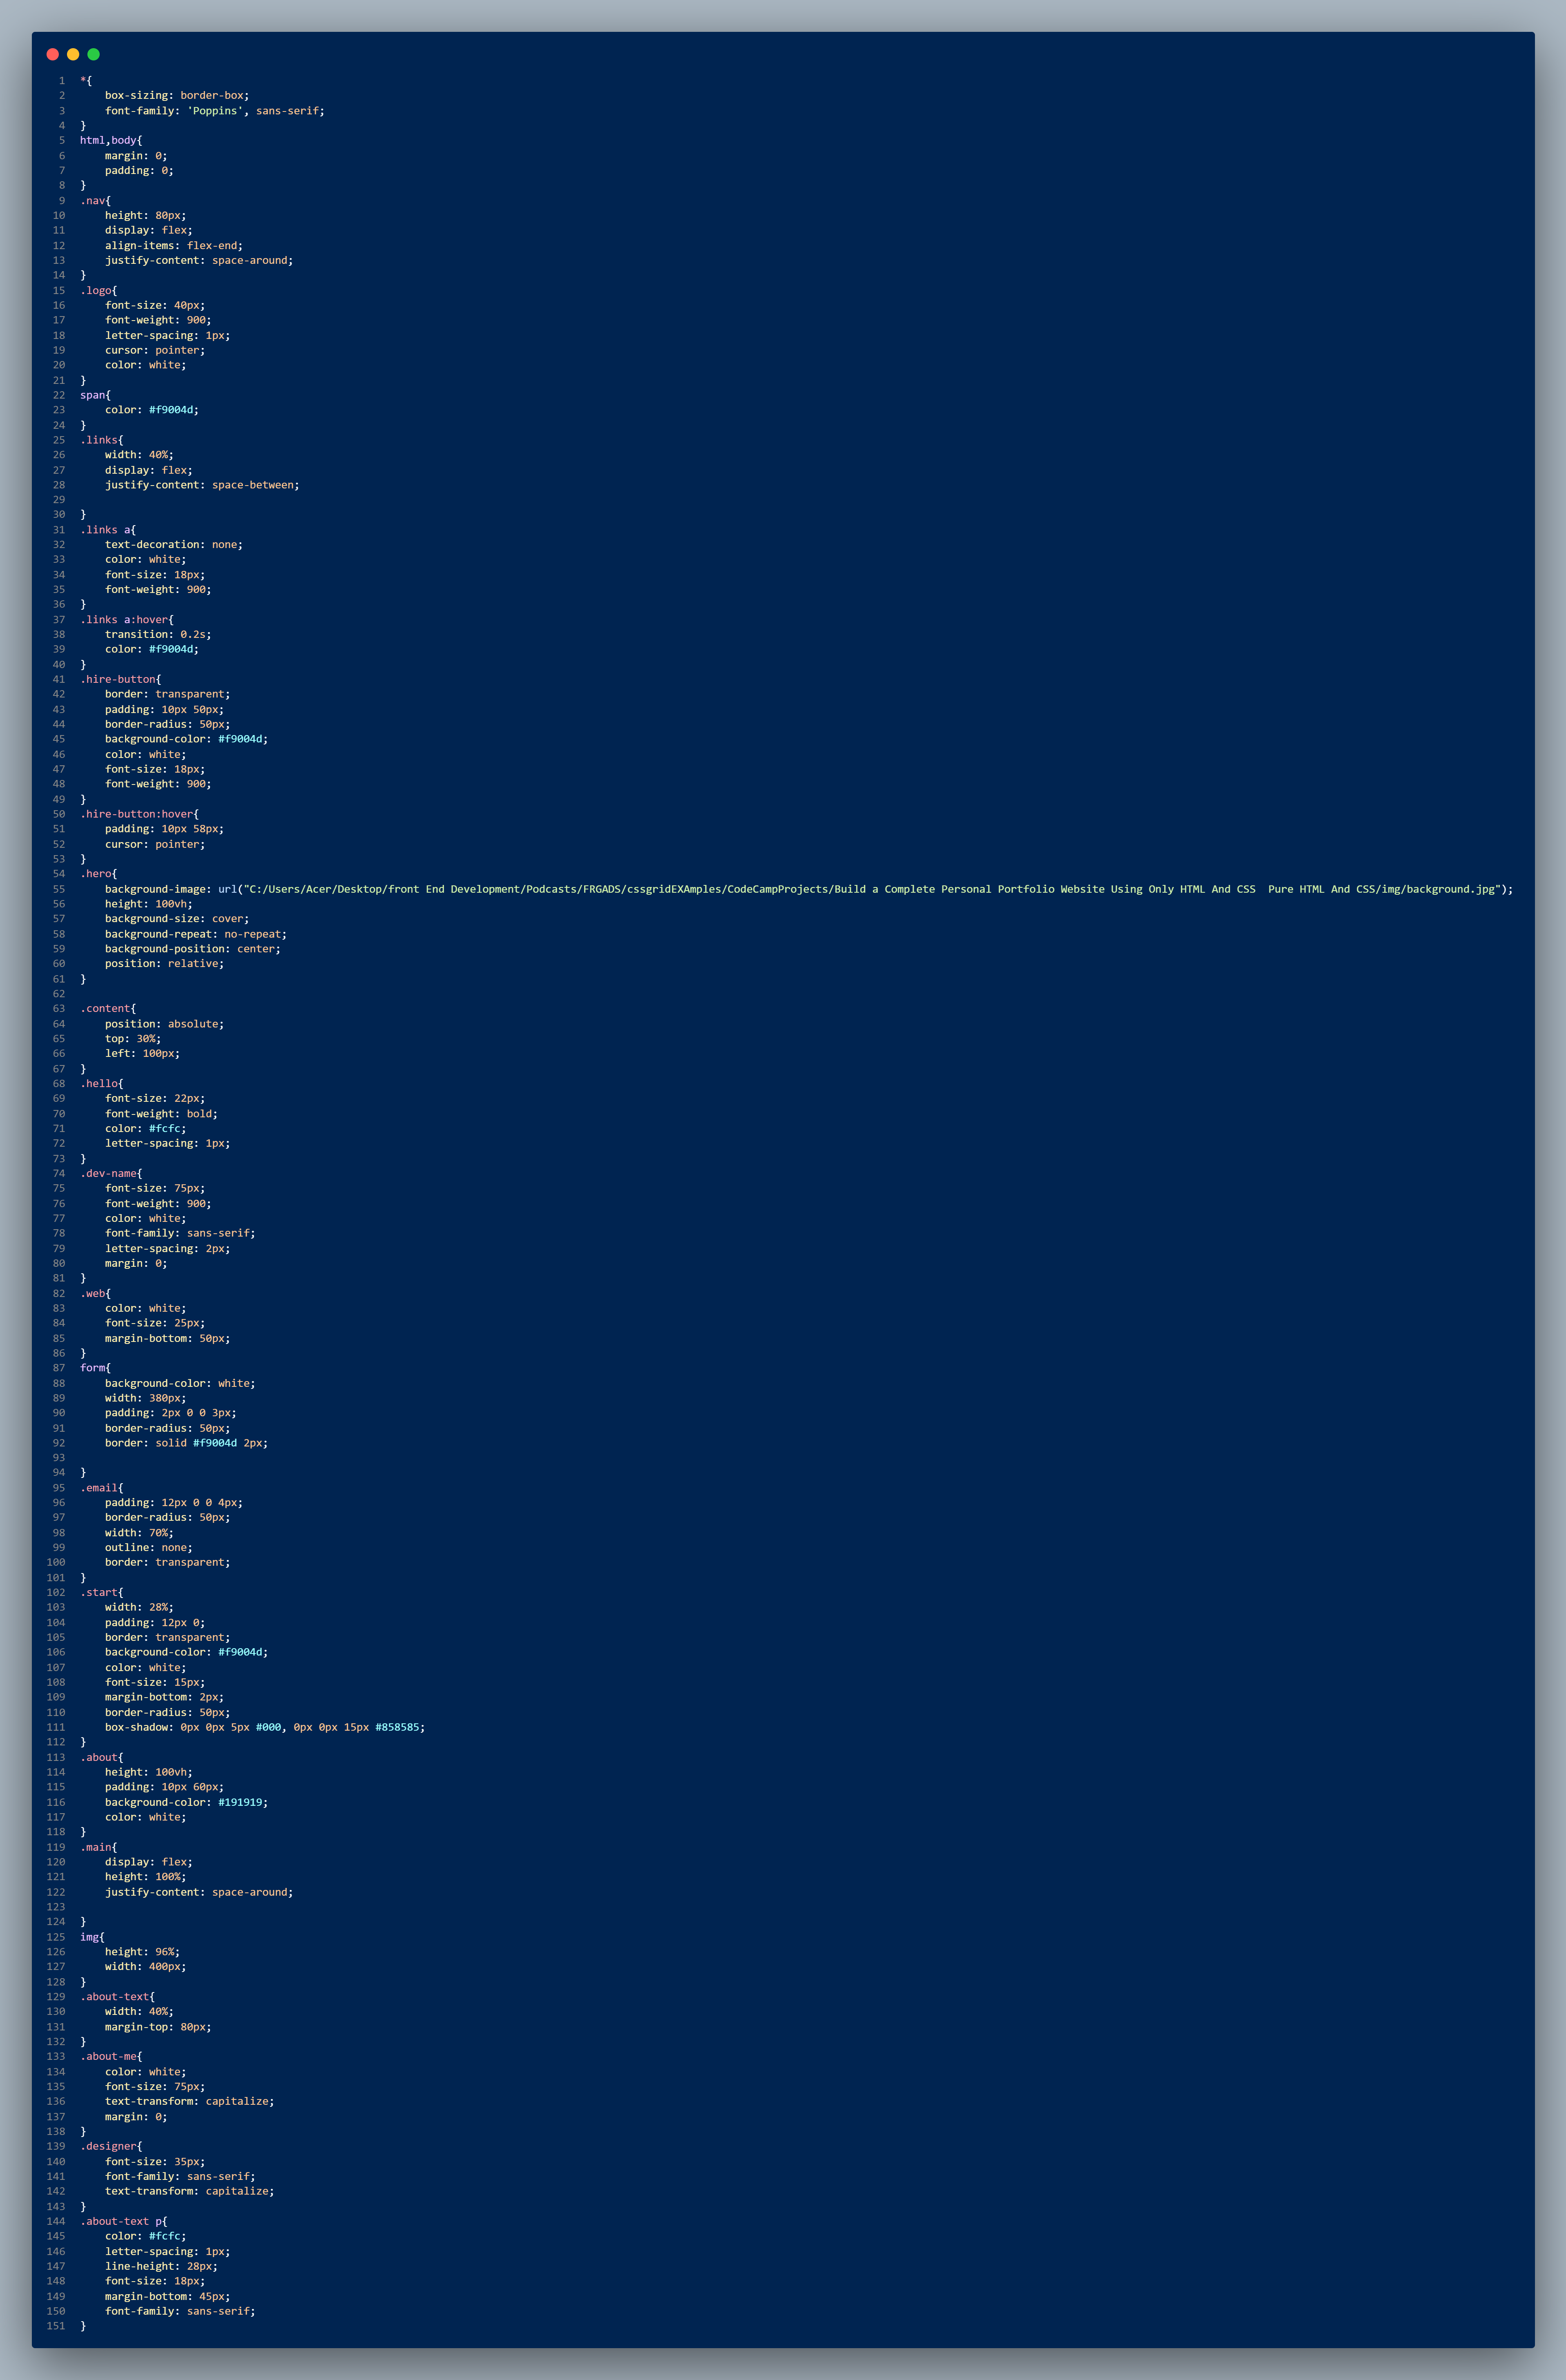 1 *{
2     box-sizing: border-box;
3     font-family: 'Poppins', sans-serif;
4 }
5 html,body{
6     margin: 0;
7     padding: 0;
8 }
9 .nav{
10     height: 80px;
11     display: flex;
12     align-items: flex-end;
13     justify-content: space-around;
14 }
15 .logo{
16     font-size: 40px;
17     font-weight: 900;
18     letter-spacing: 1px;
19     cursor: pointer;
20     color: white;
21 }
22 span{
23     color: #f9004d;
24 }
25 .links{
26     width: 40%;
27     display: flex;
28     justify-content: space-between;
29
30 }
31 .links a{
32     text-decoration: none;
33     color: white;
34     font-size: 18px;
35     font-weight: 900;
36 }
37 .links a:hover{
38     transition: 0.2s;
39     color: #f9004d;
40 }
41 .hire-button{
42     border: transparent;
43     padding: 10px 50px;
44     border-radius: 50px;
45     background-color: #f9004d;
46     color: white;
47     font-size: 18px;
48     font-weight: 900;
49 }
50 .hire-button:hover{
51     padding: 10px 58px;
52     cursor: pointer;
53 }
54 .hero{
55     background-image: url("C:/Users/Acer/Desktop/front End Development/Podcasts/FRGADS/cssgridEXAmples/CodeCampProjects/Build a Complete Personal Portfolio Website Using Only HTML And CSS  Pure HTML And CSS/img/background.jpg");
56     height: 100vh;
57     background-size: cover;
58     background-repeat: no-repeat;
59     background-position: center;
60     position: relative;
61 }
62
63 .content{
64     position: absolute;
65     top: 30%;
66     left: 100px;
67 }
68 .hello{
69     font-size: 22px;
70     font-weight: bold;
71     color: #fcfc;
72     letter-spacing: 1px;
73 }
74 .dev-name{
75     font-size: 75px;
76     font-weight: 900;
77     color: white;
78     font-family: sans-serif;
79     letter-spacing: 2px;
80     margin: 0;
81 }
82 .web{
83     color: white;
84     font-size: 25px;
85     margin-bottom: 50px;
86 }
87 form{
88     background-color: white;
89     width: 380px;
90     padding: 2px 0 0 3px;
91     border-radius: 50px;
92     border: solid #f9004d 2px;
93
94 }
95 .email{
96     padding: 12px 0 0 4px;
97     border-radius: 50px;
98     width: 70%;
99     outline: none;
100     border: transparent;
101 }
102 .start{
103     width: 28%;
104     padding: 12px 0;
105     border: transparent;
106     background-color: #f9004d;
107     color: white;
108     font-size: 15px;
109     margin-bottom: 2px;
110     border-radius: 50px;
111     box-shadow: 0px 0px 5px #000, 0px 0px 15px #858585;
112 }
113 .about{
114     height: 100vh;
115     padding: 10px 60px;
116     background-color: #191919;
117     color: white;
118 }
119 .main{
120     display: flex;
121     height: 100%;
122     justify-content: space-around;
123
124 }
125 img{
126     height: 96%;
127     width: 400px;
128 }
129 .about-text{
130     width: 40%;
131     margin-top: 80px;
132 }
133 .about-me{
134     color: white;
135     font-size: 75px;
136     text-transform: capitalize;
137     margin: 0;
138 }
139 .designer{
140     font-size: 35px;
141     font-family: sans-serif;
142     text-transform: capitalize;
143 }
144 .about-text p{
145     color: #fcfc;
146     letter-spacing: 1px;
147     line-height: 28px;
148     font-size: 18px;
149     margin-bottom: 45px;
150     font-family: sans-serif;
151 }